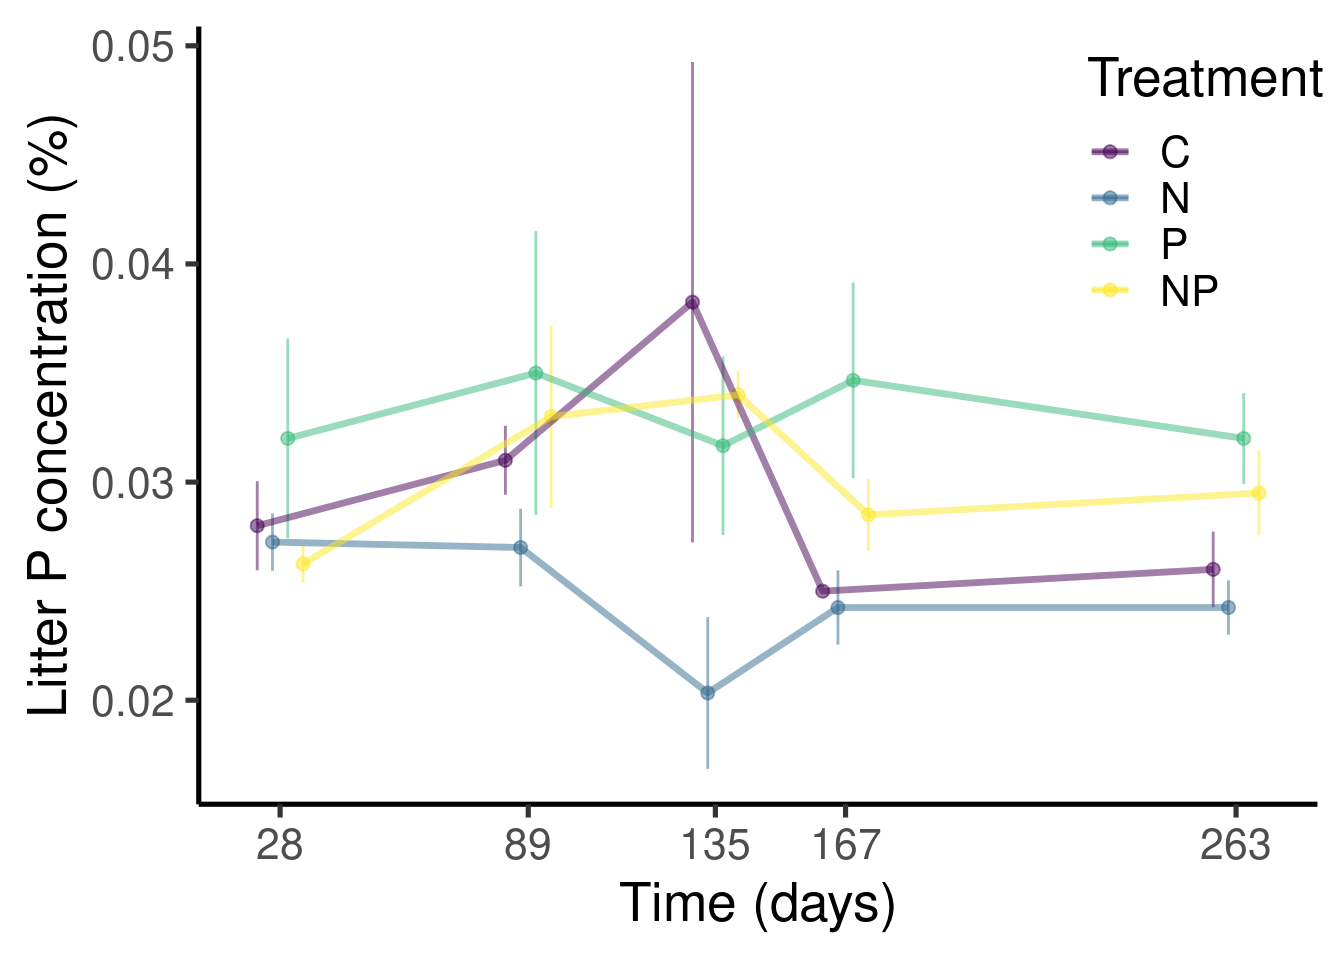 Litter P concentration (%)
0.05
0.04
0.03
0.02
Treatment
C
N
P
NP
28 89 135 167 263
Time (days)